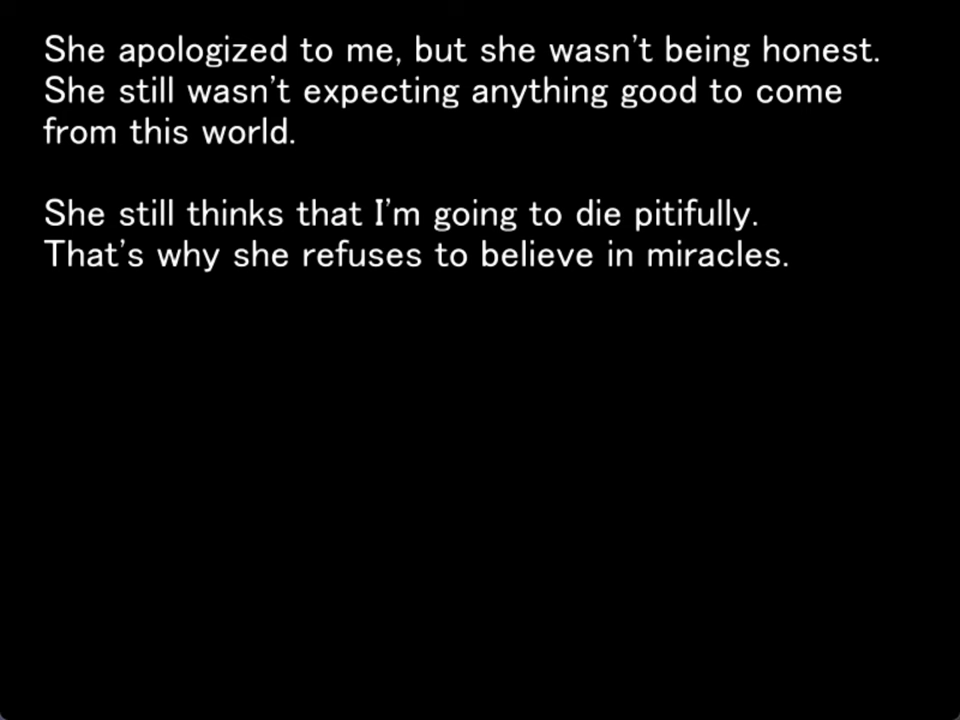 She apologized to me, but she wasn't being honest.
She still wasn't expecting anything good to come
from this world.
She still thinks that I'm going to die pitifully.
That's why she refuses to believe in miracles.